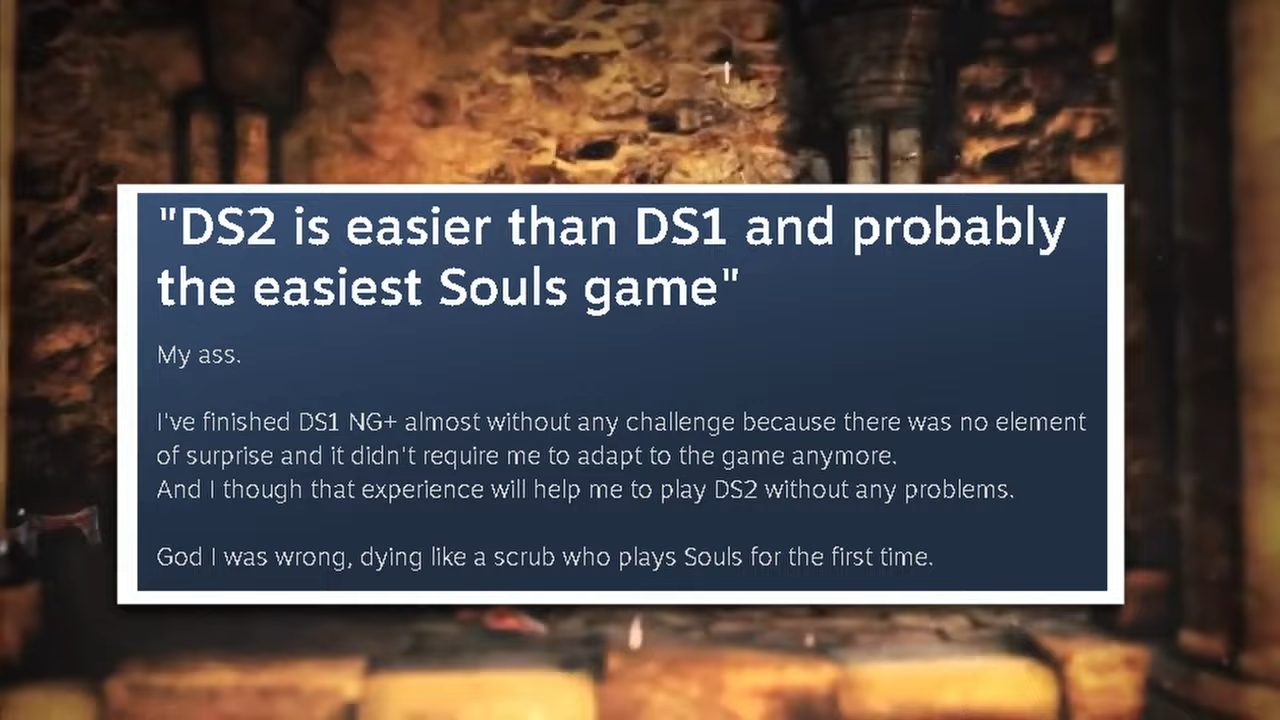 "DS2 is easier than DS1 and probably
the easiest Souls game"
My ass.
I've finished DS1 NG+ almost without any challenge because there was no element
of surprise and it didn't require me to adapt to the game anymore.
And I though that experience will help me to play DS2 without any problems.
God I was wrong, dying like a scrub who plays Souls for the first time.